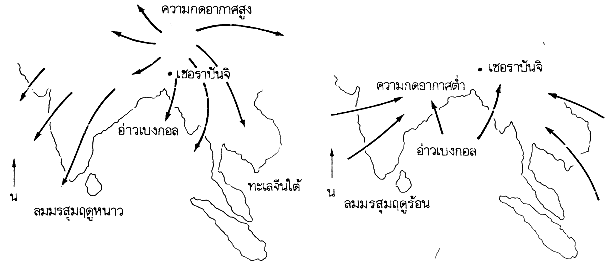 ความกดอากาศสูง
เชอราปันจิ
อ่าวเบงกอล
ทะเลจีนใต้
น
ลมมรสุมฤดูหนาว
เชอราปันจิ
ความกดอากาศต่ำ
อ่าวเบงกอล
น
ลมมรสุมฤดูร้อน